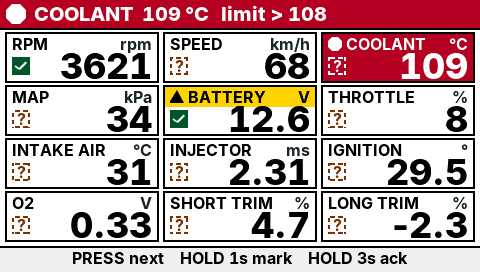 COOLANT 109 °C limit > 108
RPM rpm
3621
SPEED km/h
? 68
COOLANT °C
? 109
MAP kPa
? 34
BATTERY V
12.6
THROTTLE %
? 8
INTAKE AIR °C
? 31
INJECTOR ms
? 2.31
IGNITION °
? 29.5
O2 V
? 0.33
SHORT TRIM %
? 4.7
LONG TRIM %
? -2.3
PRESS next HOLD 1s mark HOLD 3s ack